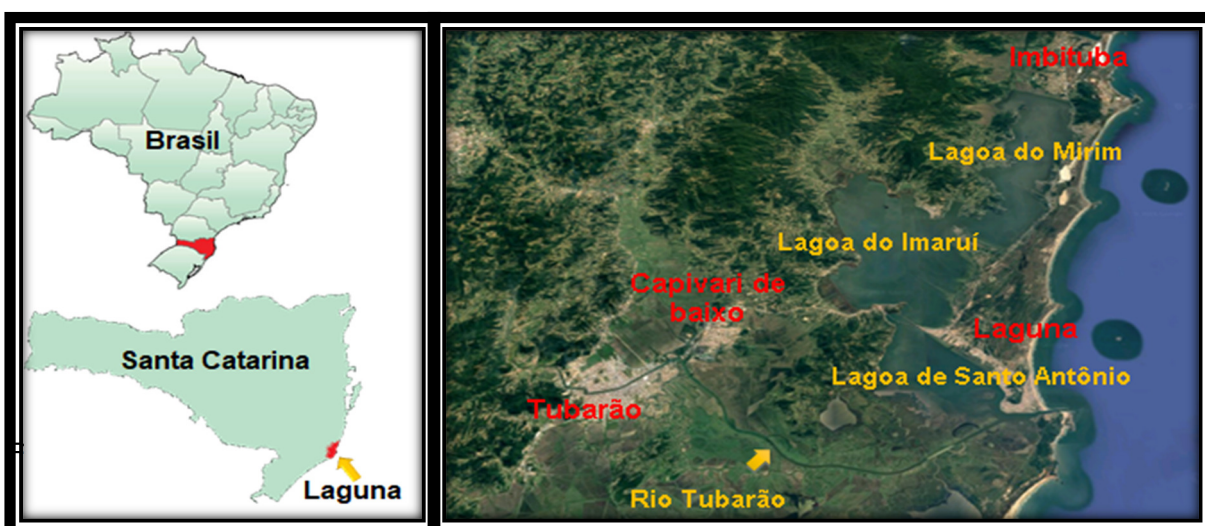 Brasil
Santa Catarina
Laguna
Imbituba
Lagoa do Mirim
Lagoa do Imaruí
Capivari de
baixo
Laguna
Lagoa de Santo Antônio
Tubarão
Rio Tubarão